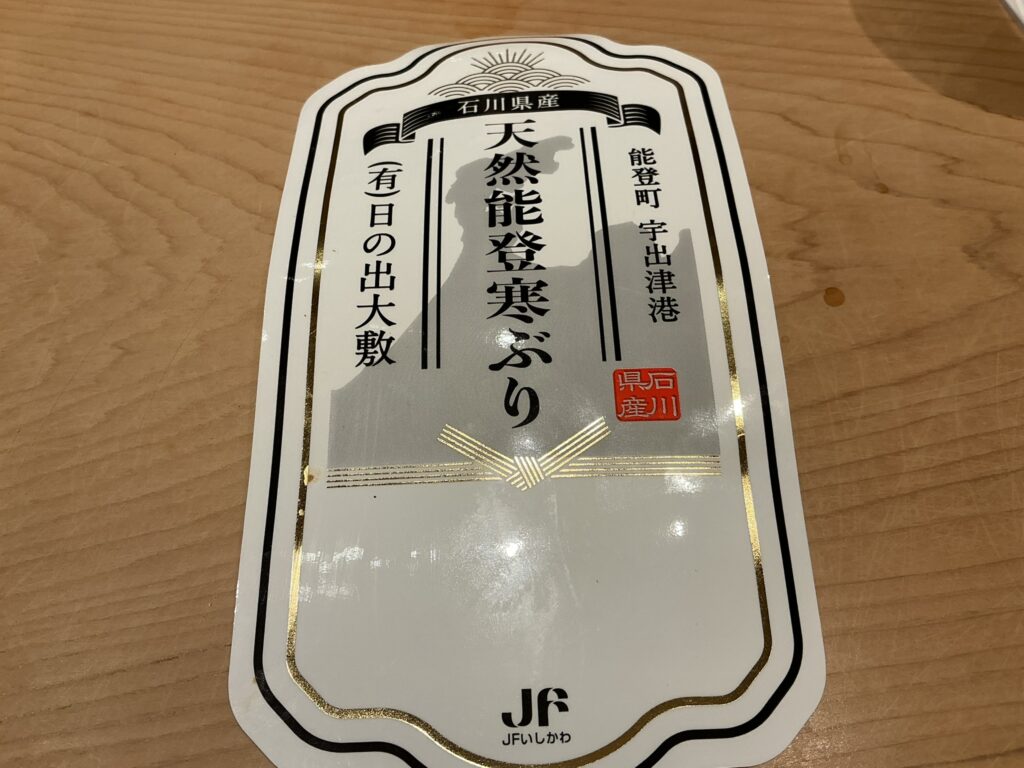 石川県産
能登町 宇出津港
天然能登寒ぶり
(有)日の出大敷
石川
県産
JF
JFいしかわ